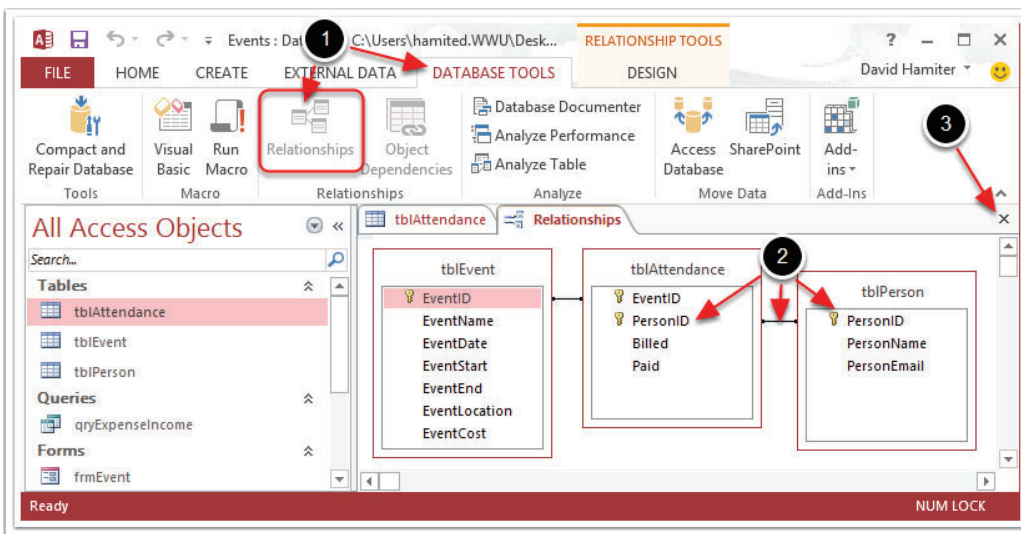 Events : Dat 1 C:\Users\hamited.WWU\Desk... RELATIONSHIP TOOLS ?
FILE HOME CREATE EXTERNAL DATA DATABASE TOOLS DESIGN David Hamiter
Compact and Repair Database
Visual Basic
Run Macro
Relationships
Object Dependencies
Database Documenter
Analyze Performance
Analyze Table
Access Database
SharePoint
Add-ins
3
Tools Macro Relationships Analyze Move Data Add-Ins
All Access Objects «
Search...
Tables
tblAttendance
tblEvent
tblPerson
Queries
qryExpenseIncome
Forms
frmEvent
tblAttendance Relationships
2
tblEvent
EventID
EventName
EventDate
EventStart
EventEnd
EventLocation
EventCost
tblAttendance
EventID
PersonID
Billed
Paid
tblPerson
PersonID
PersonName
PersonEmail
Ready NUM LOCK